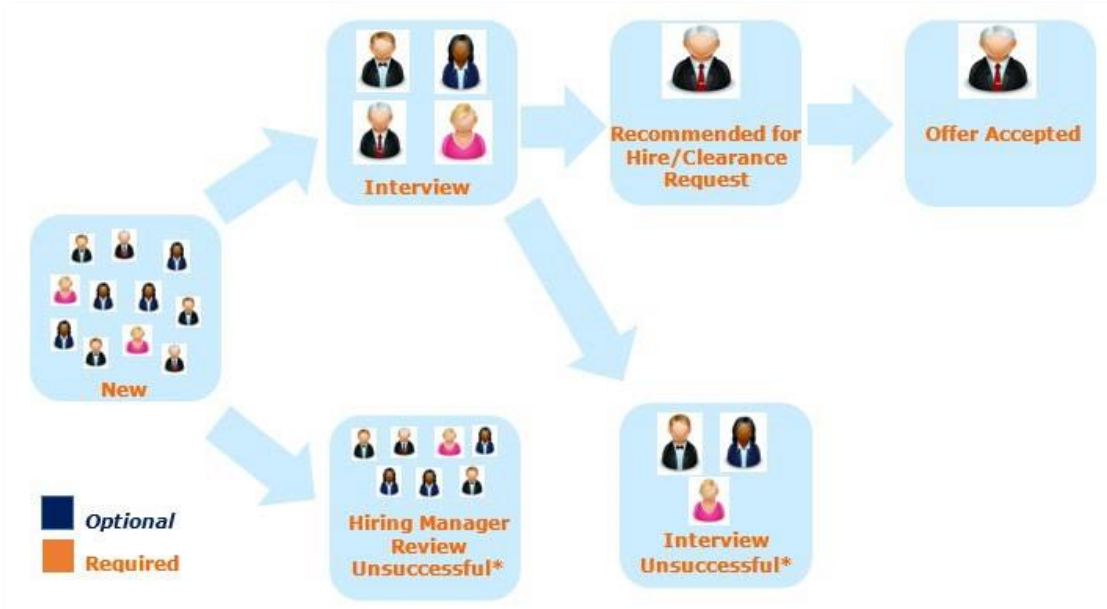 Interview
Recommended for
Hire/Clearance
Request
Offer Accepted
New
Hiring Manager
Review
Unsuccessful*
Interview
Unsuccessful*
Optional
Required